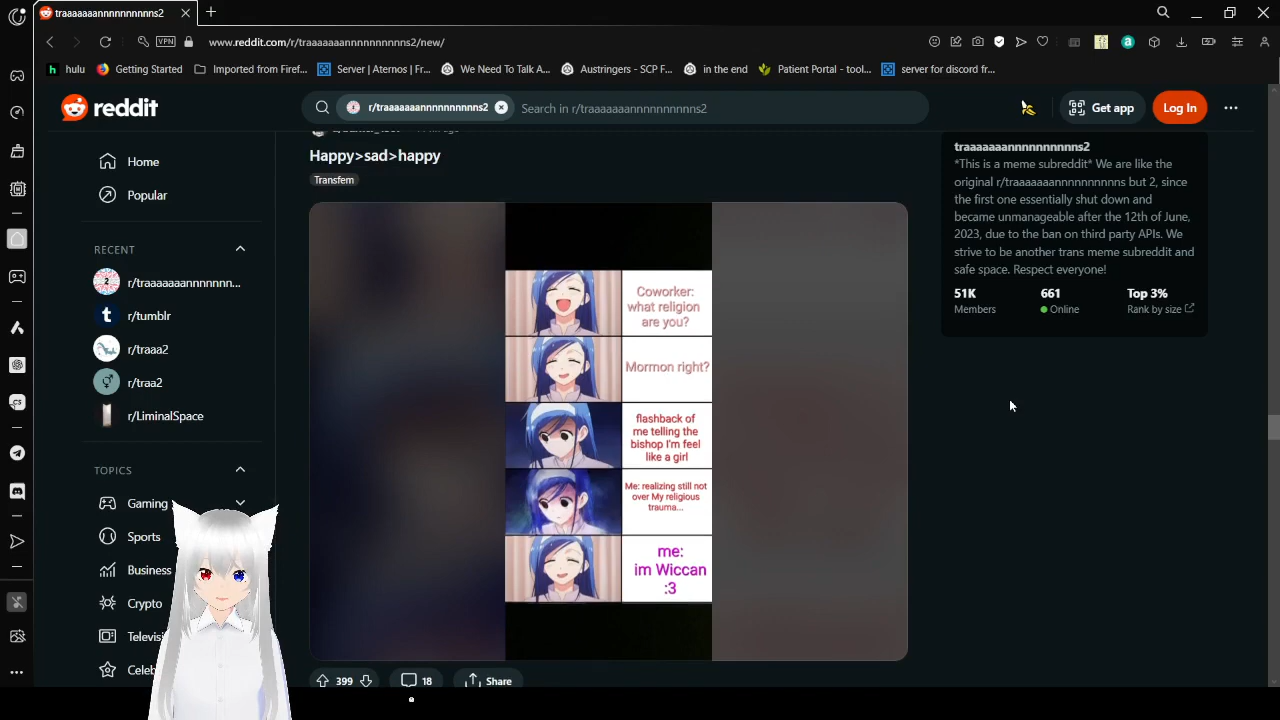 traaaaaaannnnnnnnnns2
VPN
www.reddit.com/r/traaaaaaannnnnnnnnns2/new/
hulu
Getting Started
Imported from Firef...
Server | Aternos | Fr...
We Need To Talk A...
Austringers - SCP F...
in the end
Patient Portal - tool...
server for discord fr...
reddit
r/traaaaaaannnnnnnnnns2
Search in r/traaaaaaannnnnnnnnns2
Get app
Log In
Home
Popular
RECENT
r/traaaaaaannnnnnn...
r/tumblr
r/traaa2
r/traa2
r/LiminalSpace
TOPICS
Gaming
Sports
Business
Crypto
Televisi
Celeb
Happy>sad>happy
Transfem
Coworker:
what religion
are you?
Mormon right?
flashback of
me telling the
bishop I'm feel
like a girl
Me: realizing still not
over My religious
trauma...
me:
im Wiccan
:3
399
18
Share
traaaaaaannnnnnnnnns2
*This is a meme subreddit* We are like the
original r/traaaaaaannnnnnnnnns but 2, since
the first one essentially shut down and
became unmanageable after the 12th of June,
2023, due to the ban on third party APIs. We
strive to be another trans meme subreddit and
safe space. Respect everyone!
51K
Members
661
Online
Top 3%
Rank by size